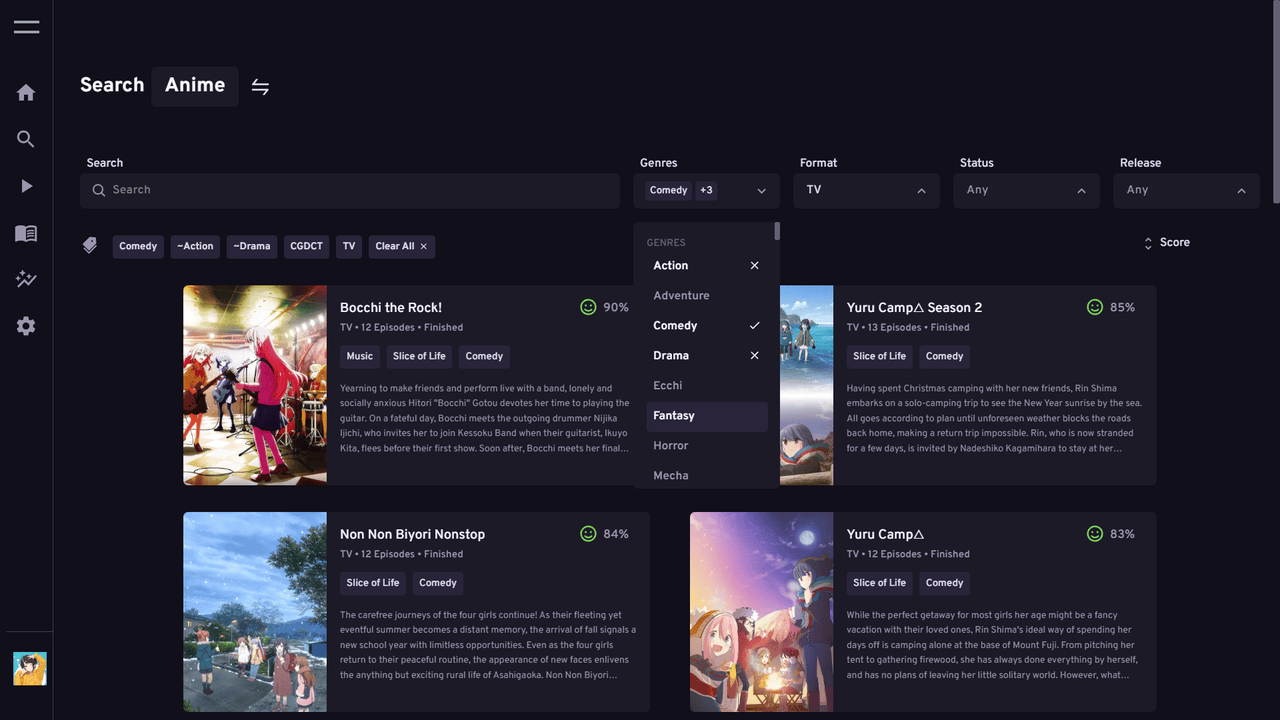 Search Anime
Search
Genres
Format
Status
Release
Search
Comedy +3
TV
Any
Any
Comedy
~Action
~Drama
CGDCT
TV
Clear All
Score
GENRES
Action
Adventure
Comedy
Drama
Ecchi
Fantasy
Horror
Mecha
Bocchi the Rock!
90%
TV • 12 Episodes • Finished
Music
Slice of Life
Comedy
Yearning to make friends and perform live with a band, lonely and
socially anxious Hitori "Bocchi" Gotou devotes her time to playing the
guitar. On a fateful day, Bocchi meets the outgoing drummer Nijika
Ijichi, who invites her to join Kessoku Band when their guitarist, Ikuyo
Kita, flees before their first show. Soon after, Bocchi meets her final...
Yuru Camp△ Season 2
85%
TV • 13 Episodes • Finished
Slice of Life
Comedy
Having spent Christmas camping with her new friends, Rin Shima
embarks on a solo-camping trip to see the New Year sunrise by the sea.
All goes according to plan until unforeseen weather blocks the roads
back home, making a return trip impossible. Rin, who is now stranded
for a few days, is invited by Nadeshiko Kagamihara to stay at her...
Non Non Biyori Nonstop
84%
TV • 12 Episodes • Finished
Slice of Life
Comedy
The carefree journeys of the four girls continue! As their fleeting yet
eventful summer becomes a distant memory, the arrival of fall signals a
new school year with limitless opportunities. Even as the four girls
return to their peaceful routine, the appearance of new faces enlivens
the anything but exciting rural life of Asahigaoka. Non Non Biyori...
Yuru Camp△
83%
TV • 12 Episodes • Finished
Slice of Life
Comedy
While the perfect getaway for most girls her age might be a fancy
vacation with their loved ones, Rin Shima's ideal way of spending her
days off is camping alone at the base of Mount Fuji. From pitching her
tent to gathering firewood, she has always done everything by herself,
and has no plans of leaving her little solitary world. However, what...